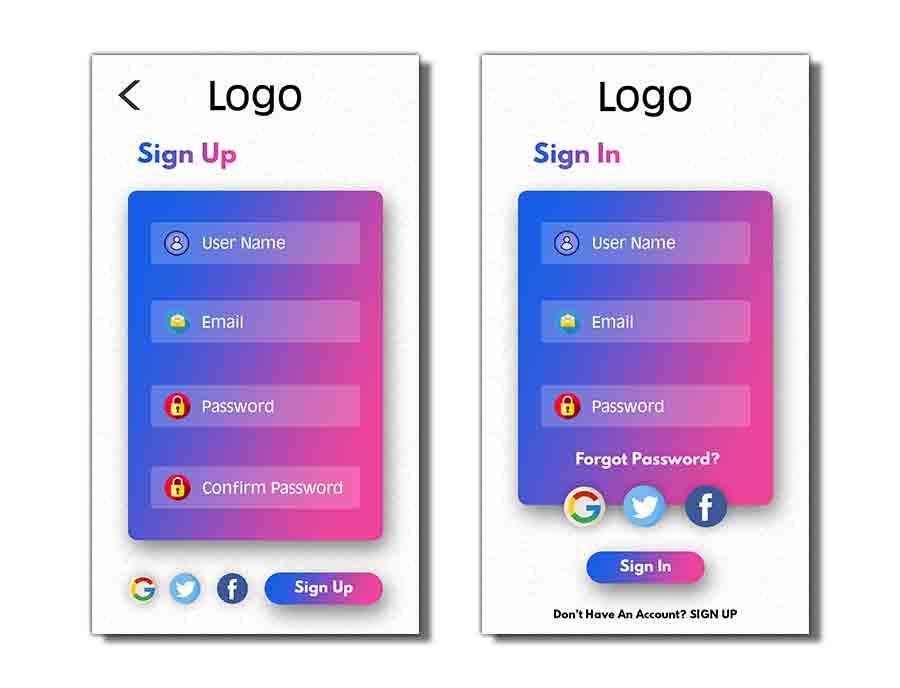 Logo
Sign Up
User Name
Email
Password
Confirm Password
Sign Up
Logo
Sign In
User Name
Email
Password
Forgot Password?
Sign In
Don't Have An Account? SIGN UP